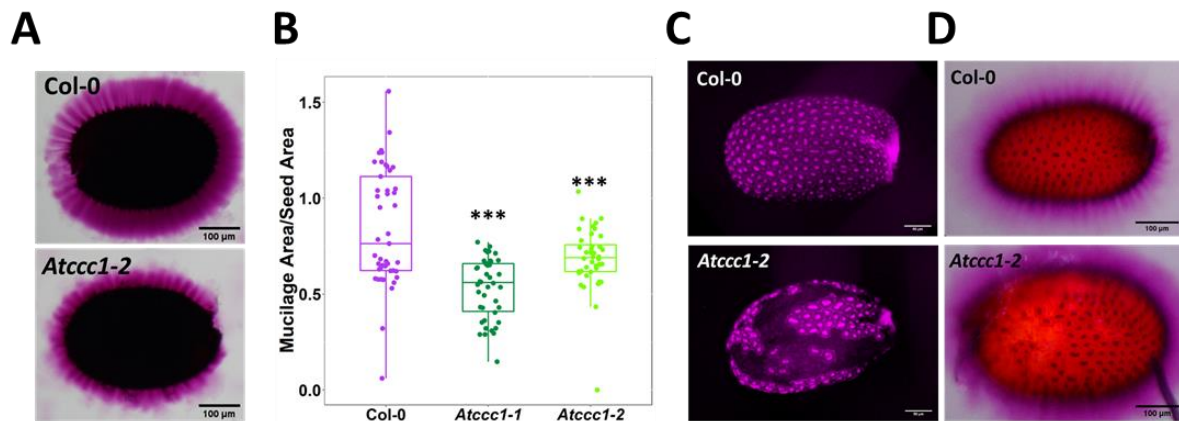 A
B
C
D
Col-0
100 µm
Atccc1-2
100 µm
Mucilage Area/Seed Area
1.5
1.0
0.5
0.0
***
***
Col-0
Atccc1-1
Atccc1-2
Col-0
Atccc1-2
Col-0
100 µm
Atccc1-2
100 µm